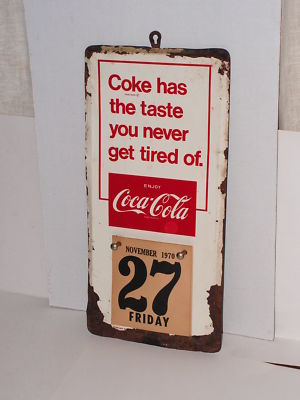 Coke has
the taste
you never
get tired of.
ENJOY
Coca-Cola
NOVEMBER 1970
27
FRIDAY